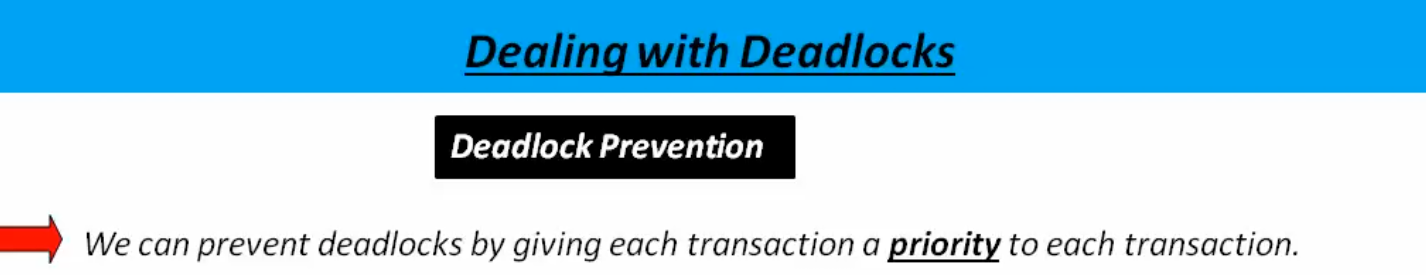 Dealing with Deadlocks
Deadlock Prevention
We can prevent deadlocks by giving each transaction a priority to each transaction.